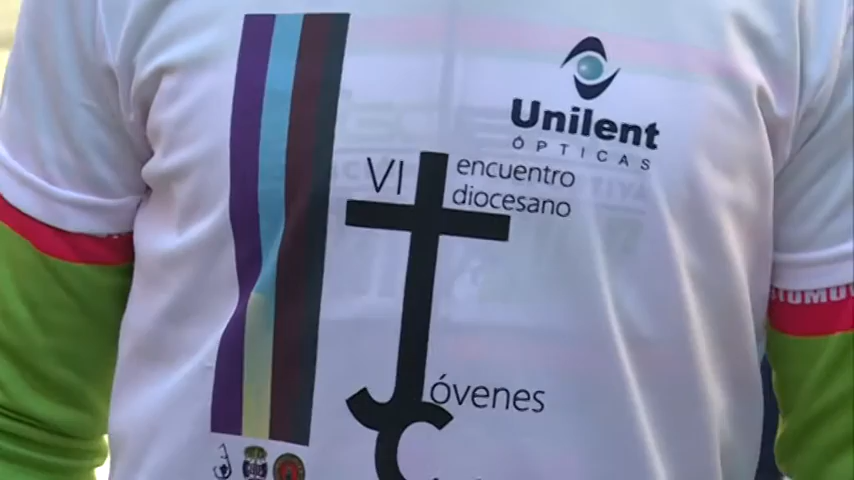 Unilent
ÓPTICAS
VI encuentro
diocesano
Jóvenes